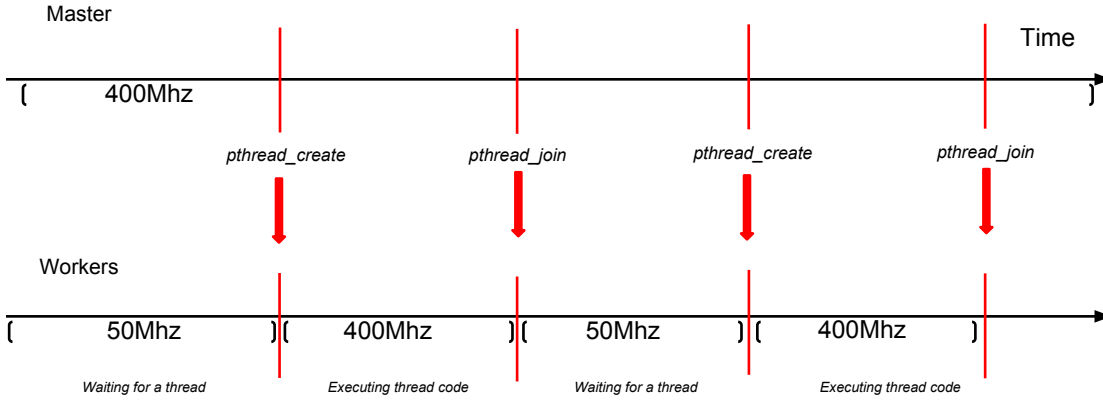 Master
Time
400Mhz
pthread_create
pthread_join
pthread_create
pthread_join
Workers
50Mhz
400Mhz
50Mhz
400Mhz
Waiting for a thread
Executing thread code
Waiting for a thread
Executing thread code